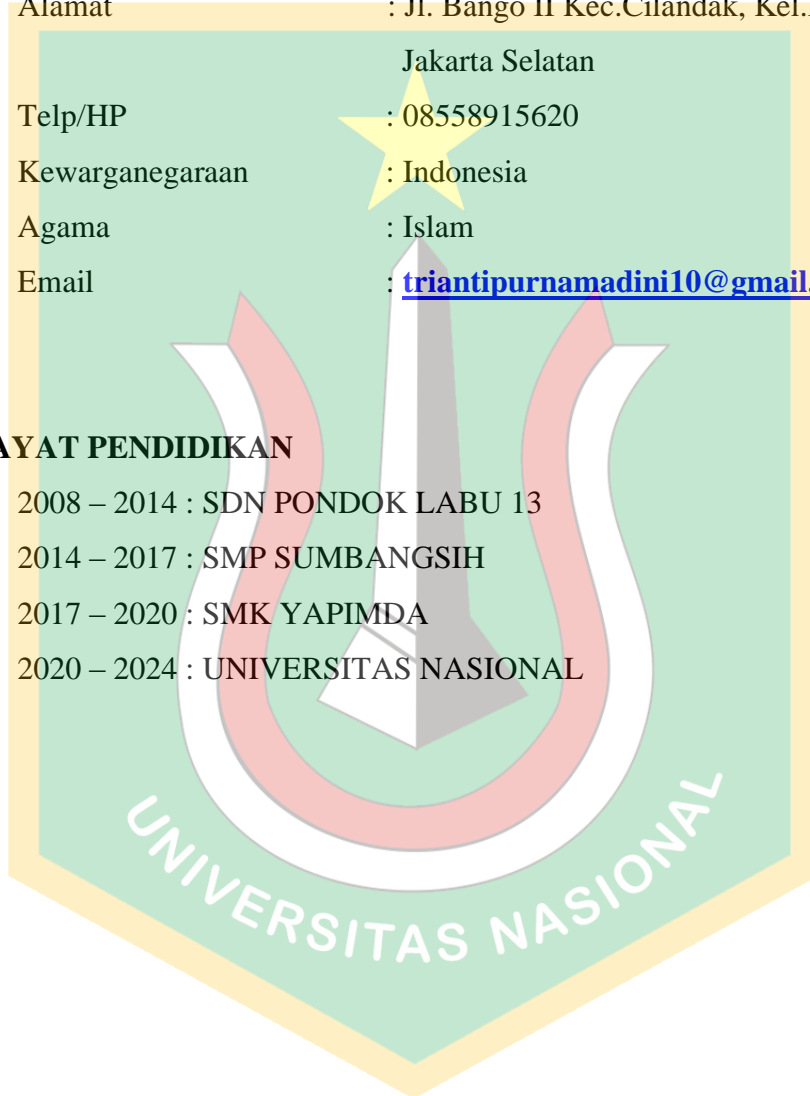 Alamat : Jl. Bango II Kec.Cilandak, Kel.
Jakarta Selatan
Telp/HP : 08558915620
Kewarganegaraan : Indonesia
Agama : Islam
Email : triantipurnamadini10@gmail.
AYAT PENDIDIKAN
2008 – 2014 : SDN PONDOK LABU 13
2014 – 2017 : SMP SUMBANGSIH
2017 – 2020 : SMK YAPIMDA
2020 – 2024 : UNIVERSITAS NASIONAL
UNIVERSITAS NASIONAL